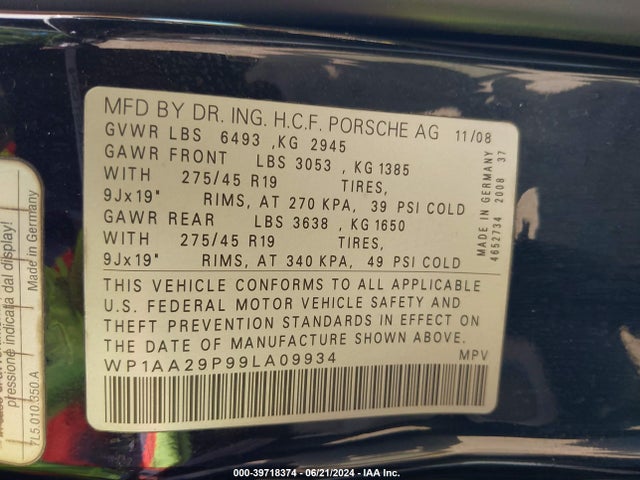 MFD BY DR. ING. H.C.F. PORSCHE AG 11/08
GVWR LBS 6493 ,KG 2945
GAWR FRONT LBS 3053 , KG 1385
WITH 275/45 R19 TIRES,
9Jx19" RIMS, AT 270 KPA, 39 PSI COLD
GAWR REAR LBS 3638 , KG 1650
WITH 275/45 R19 TIRES,
9Jx19" RIMS, AT 340 KPA, 49 PSI COLD
THIS VEHICLE CONFORMS TO ALL APPLICABLE
U.S. FEDERAL MOTOR VEHICLE SAFETY AND
THEFT PREVENTION STANDARDS IN EFFECT ON
THE DATE OF MANUFACTURE SHOWN ABOVE.
WP1AA29P99LA09934 MPV
MADE IN GERMANY
4652734 2008 37
pressione indicata dal display!
Made in Germany
7L5.010.350.A
000-39718374 - 06/21/2024 - IAA Inc.